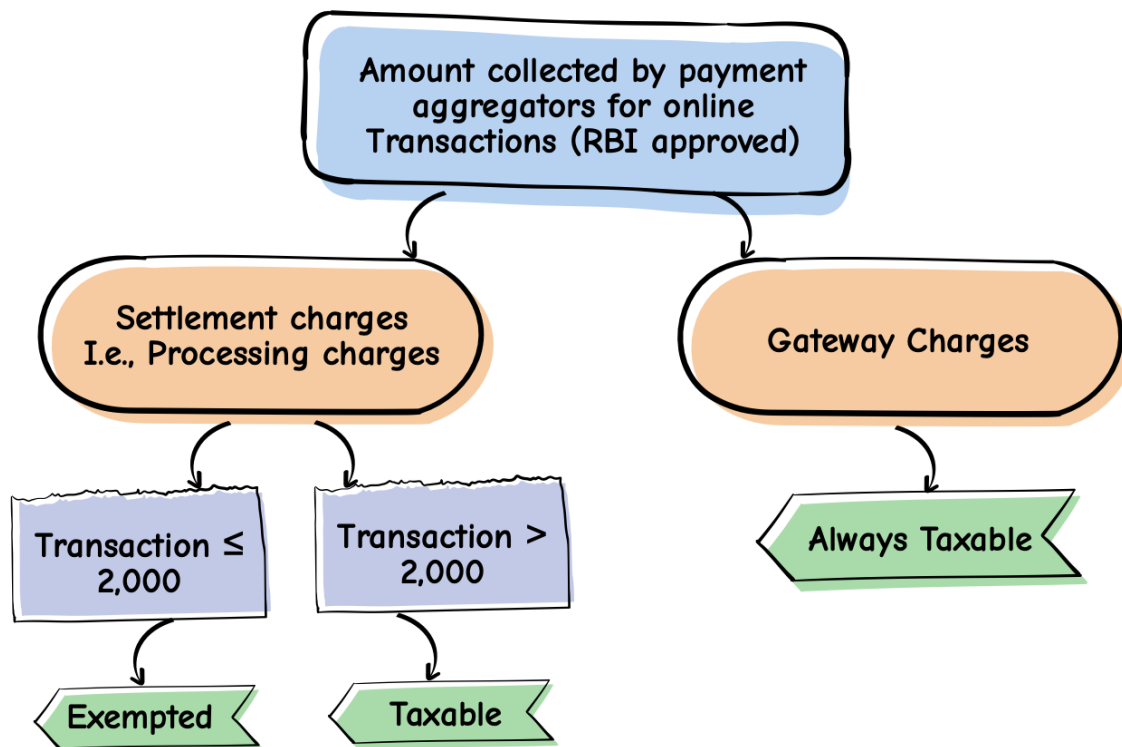 Amount collected by payment
aggregators for online
Transactions (RBI approved)
Settlement charges
I.e., Processing charges
Gateway Charges
Transaction ≤
2,000
Transaction >
2,000
Always Taxable
Exempted
Taxable